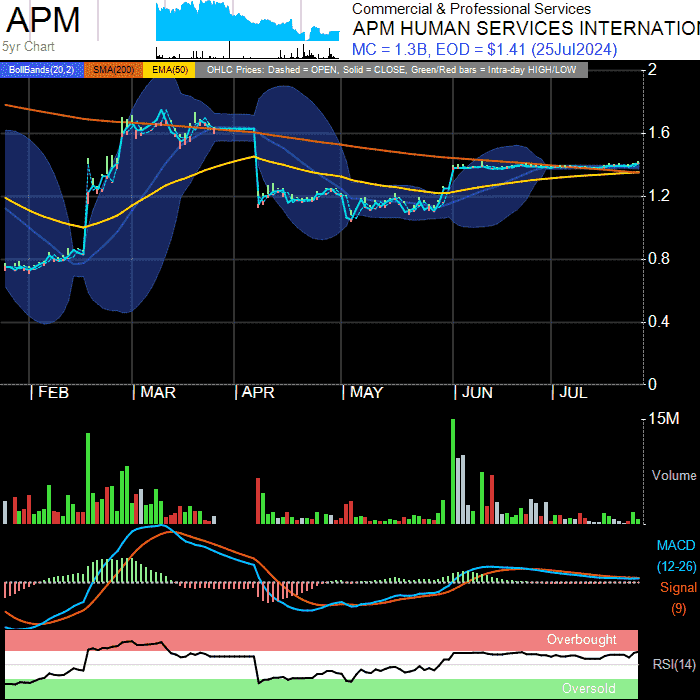 APM
5yr Chart
Commercial & Professional Services
APM HUMAN SERVICES INTERNATIO
MC = 1.3B, EOD = $1.41 (25Jul2024)
BollBands(20,2) SMA(200) EMA(50) OHLC Prices: Dashed = OPEN, Solid = CLOSE, Green/Red bars = Intra-day HIGH/LOW
2
1.6
1.2
0.8
0.4
0
FEB MAR APR MAY JUN JUL
15M
Volume
MACD
(12-26)
Signal
(9)
Overbought
RSI(14)
Oversold